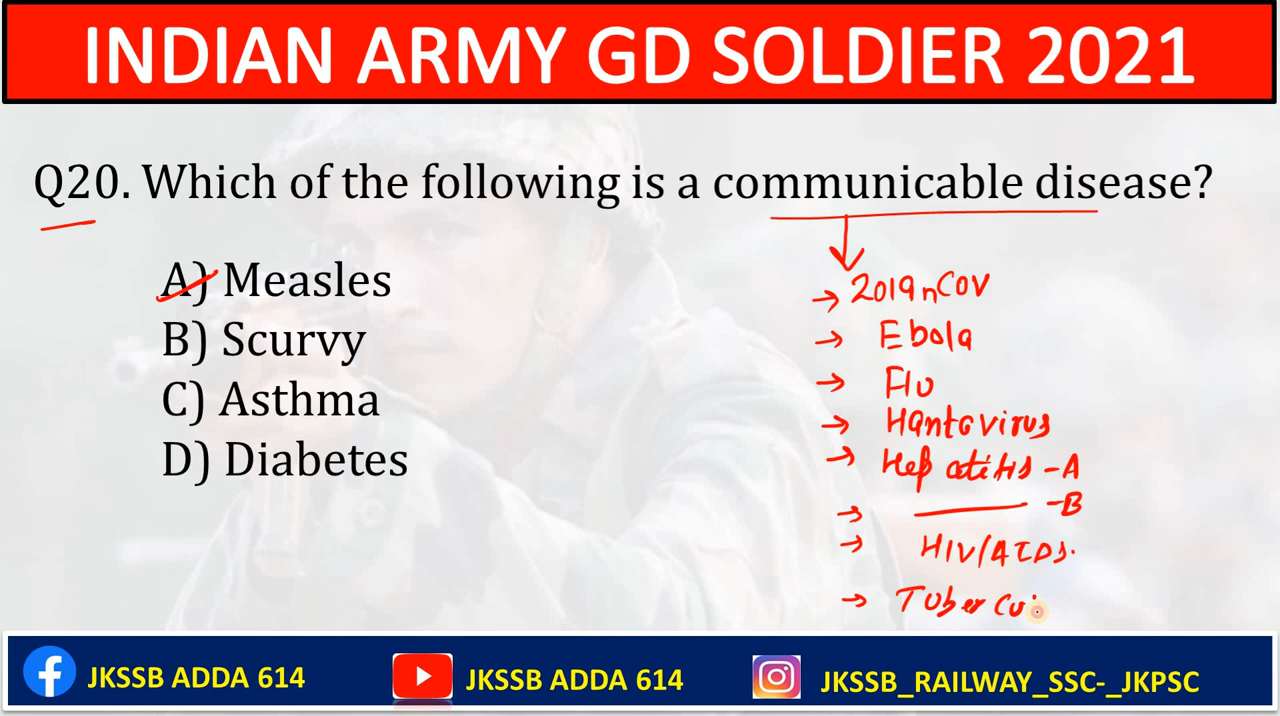 INDIAN ARMY GD SOLDIER 2021
Q20. Which of the following is a communicable disease?
A) Measles
B) Scurvy
C) Asthma
D) Diabetes
→ 2019nCOV
→ Ebola
→ Flu
→ Hantavirus
→ Hepatitis -A
→ —— -B
→ HIV/AIDS.
→ Tubercu
JKSSB ADDA 614
JKSSB ADDA 614
JKSSB_RAILWAY_SSC-_JKPSC